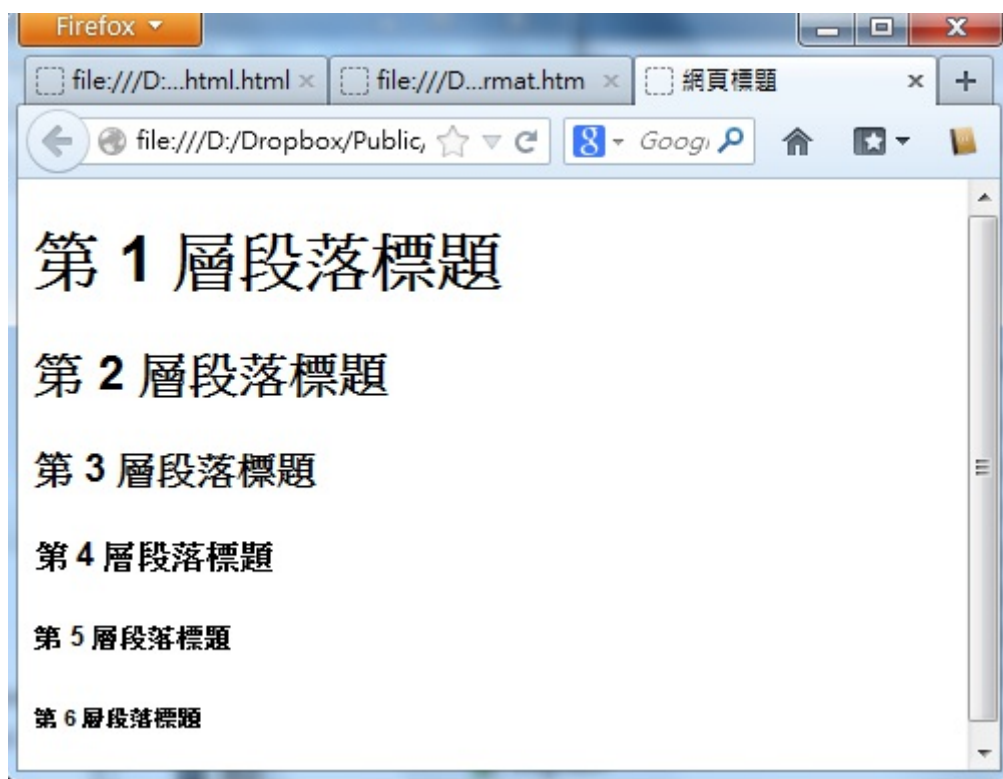 Firefox
file:///D:...html.html
file:///D...rmat.htm
網頁標題
file:///D:/Dropbox/Public,
Googl
第 1 層段落標題
第 2 層段落標題
第 3 層段落標題
第 4 層段落標題
第 5 層段落標題
第 6 層段落標題